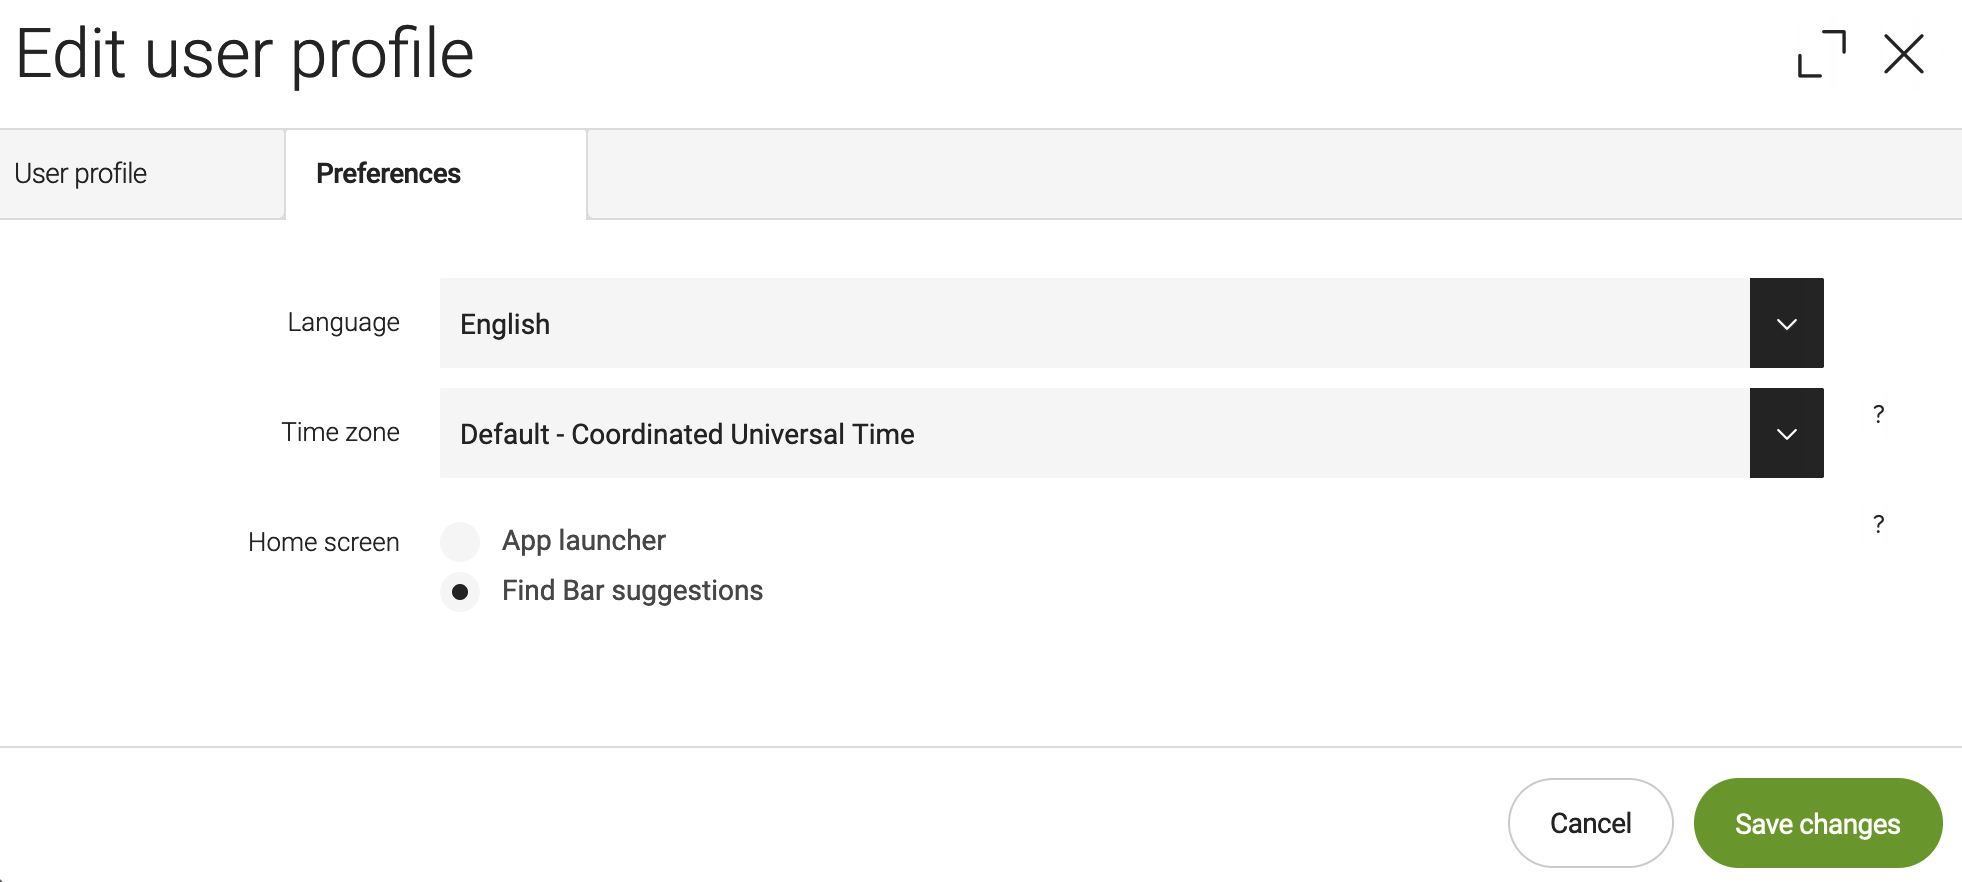 Edit user profile
User profile
Preferences
Language
English
Time zone
Default - Coordinated Universal Time
?
Home screen
App launcher
?
Find Bar suggestions
Cancel
Save changes